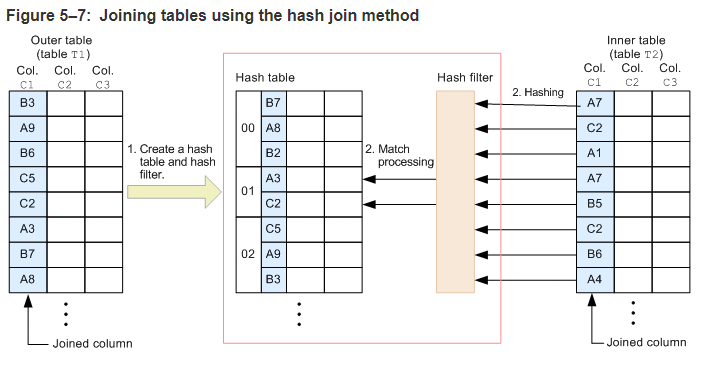 Figure 5–7: Joining tables using the hash join method
Outer table
(table T1)
Col. Col. Col.
C1 C2 C3
B3
A9
B6
C5
C2
A3
B7
A8
Joined column
1. Create a hash
table and hash
filter.
Hash table
00
B7
A8
B2
01
A3
C2
02
C5
A9
B3
2. Match
processing
Hash filter
2. Hashing
Inner table
(table T2)
Col. Col. Col.
C1 C2 C3
A7
C2
A1
A7
B5
C2
B6
A4
Joined column